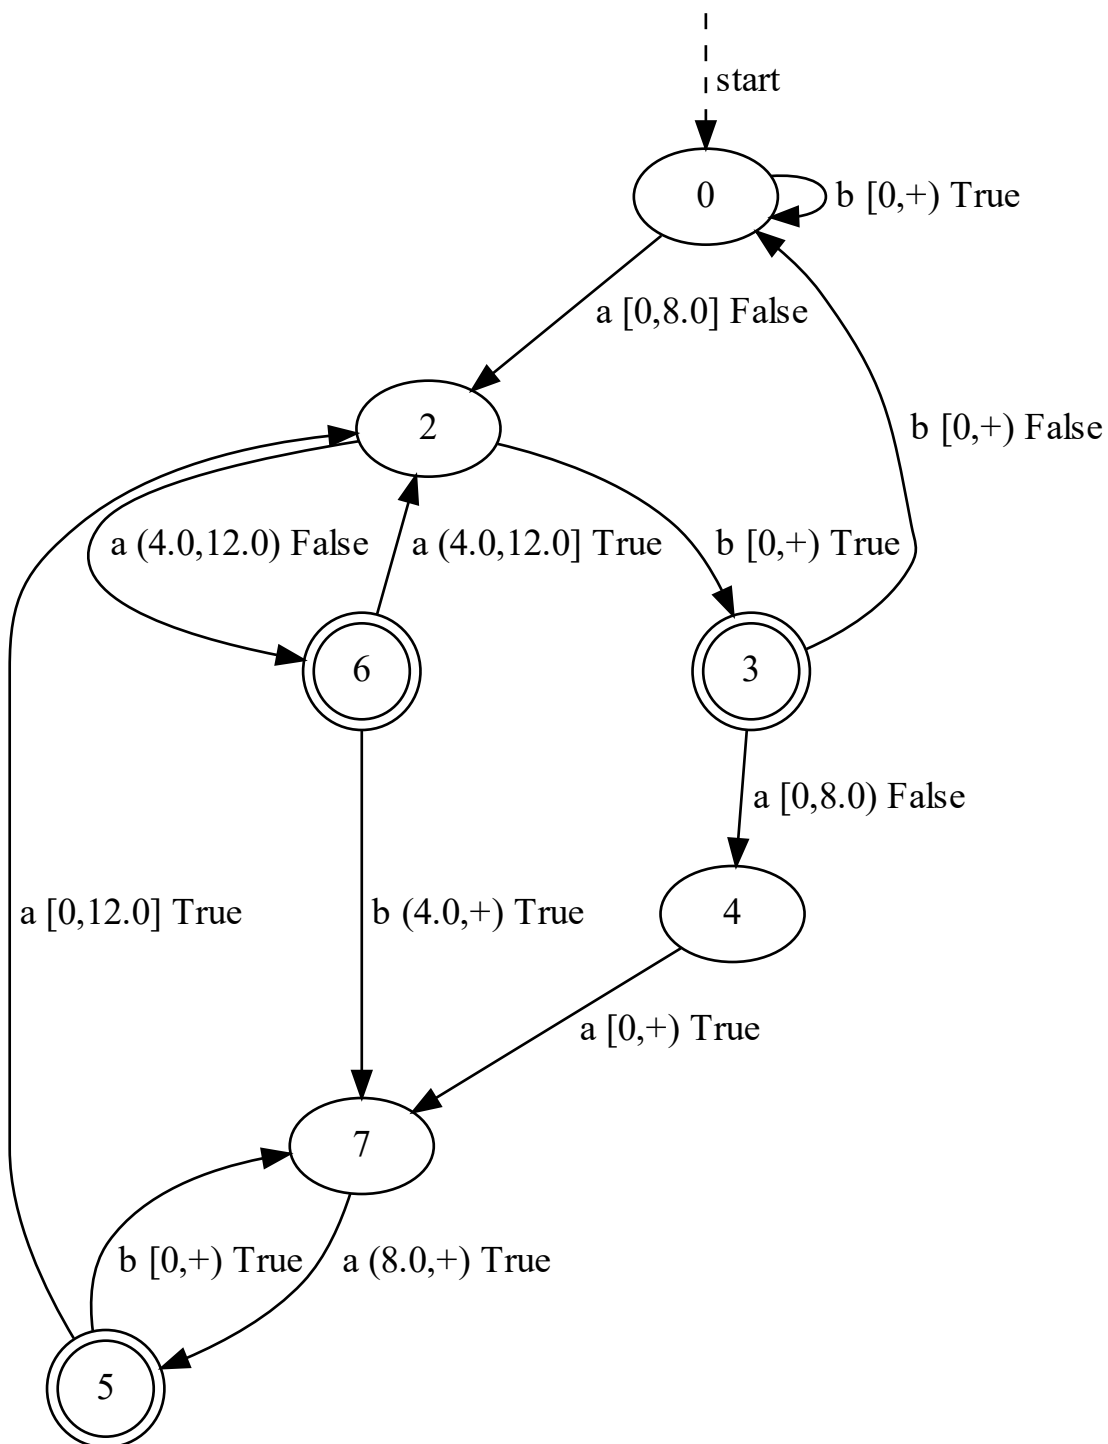 start
0
b [0,+) True
a [0,8.0] False
b [0,+) False
2
a (4.0,12.0) False
a (4.0,12.0] True
b [0,+) True
6
3
a [0,8.0) False
a [0,12.0] True
b (4.0,+) True
4
a [0,+) True
7
b [0,+) True
a (8.0,+) True
5